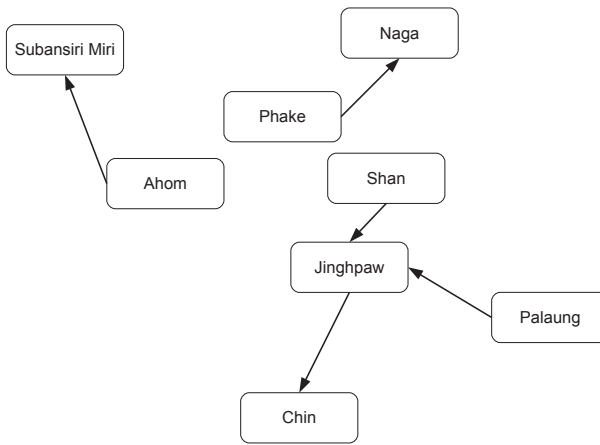 Naga
Subansiri Miri
Phake
Shan
Ahom
Jinghpaw
Palaung
Chin